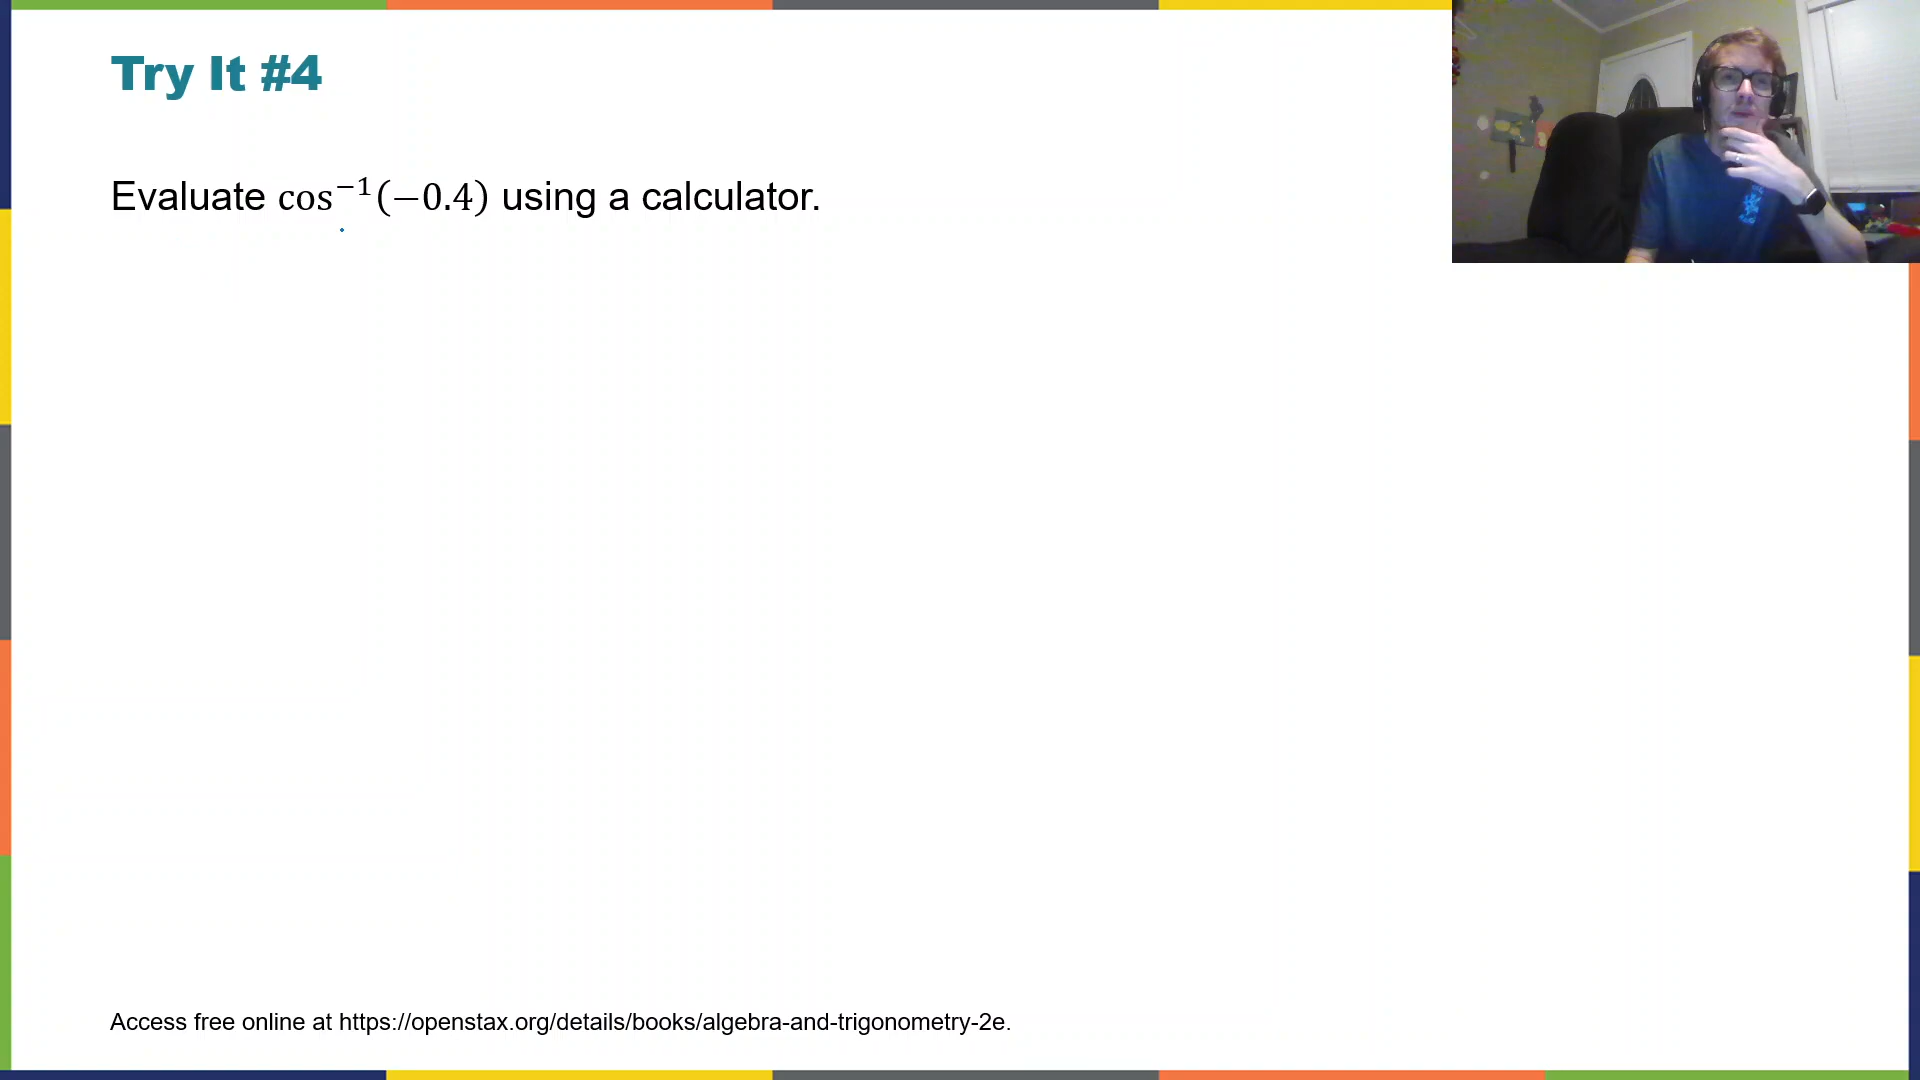 Try It #4
Evaluate cos⁻¹(−0.4) using a calculator.
Access free online at https://openstax.org/details/books/algebra-and-trigonometry-2e.